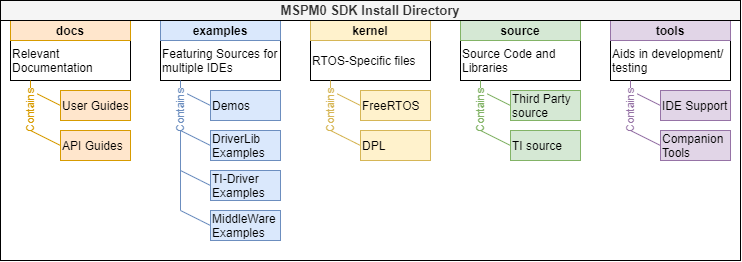 MSPM0 SDK Install Directory
docs
Relevant
Documentation
Contains
User Guides
API Guides
examples
Featuring Sources for
multiple IDEs
Contains
Demos
DriverLib
Examples
TI-Driver
Examples
MiddleWare
Examples
kernel
RTOS-Specific files
Contains
FreeRTOS
DPL
source
Source Code and
Libraries
Contains
Third Party
source
TI source
tools
Aids in development/
testing
Contains
IDE Support
Companion
Tools